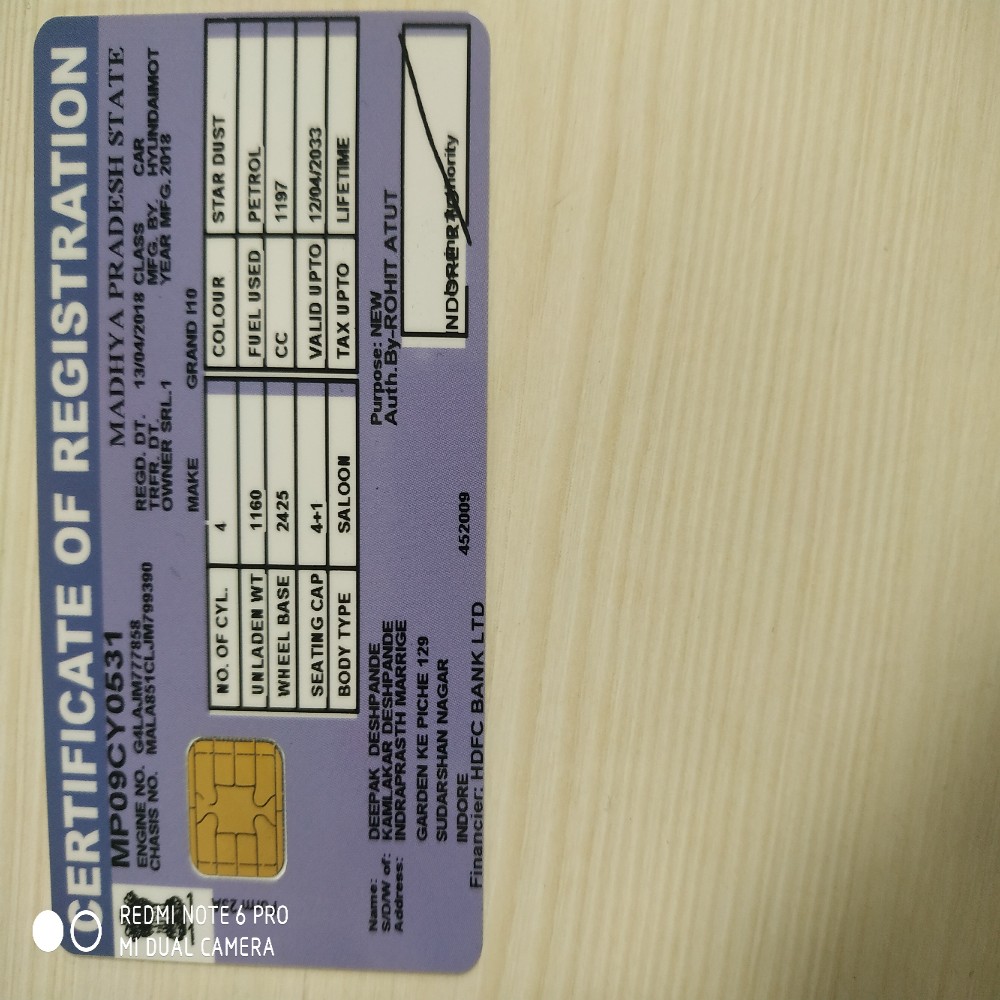 CERTIFICATE OF REGISTRATION
MP09CY0531 MADHYA PRADESH STATE
ENGINE NO. G4LAJM777858 REGD. DT. 13/04/2018 CLASS CAR
CHASIS NO. MALA851CLJM799390 TRFR. DT. MFG. BY. HYUNDAIMOT
OWNER SRL.1 YEAR MFG.2018
MAKE GRAND I10
NO. OF CYL. 4 COLOUR STAR DUST
UNLADEN WT 1160 FUEL USED PETROL
WHEEL BASE 2425 CC 1197
SEATING CAP 4+1 VALID UPTO 12/04/2033
BODY TYPE SALOON TAX UPTO LIFETIME
Form 23A
Name: DEEPAK DESHPANDE Purpose: NEW
S/D/W of: KAMLAKAR DESHPANDE Auth.By-ROHIT ATUT
Address: INDRAPRASTH MARRIGE
GARDEN KE PICHE 129
SUDARSHAN NAGAR
INDORE 452009
INDORE
Financier: HDFC BANK LTD
REDMI NOTE 6 PRO
MI DUAL CAMERA